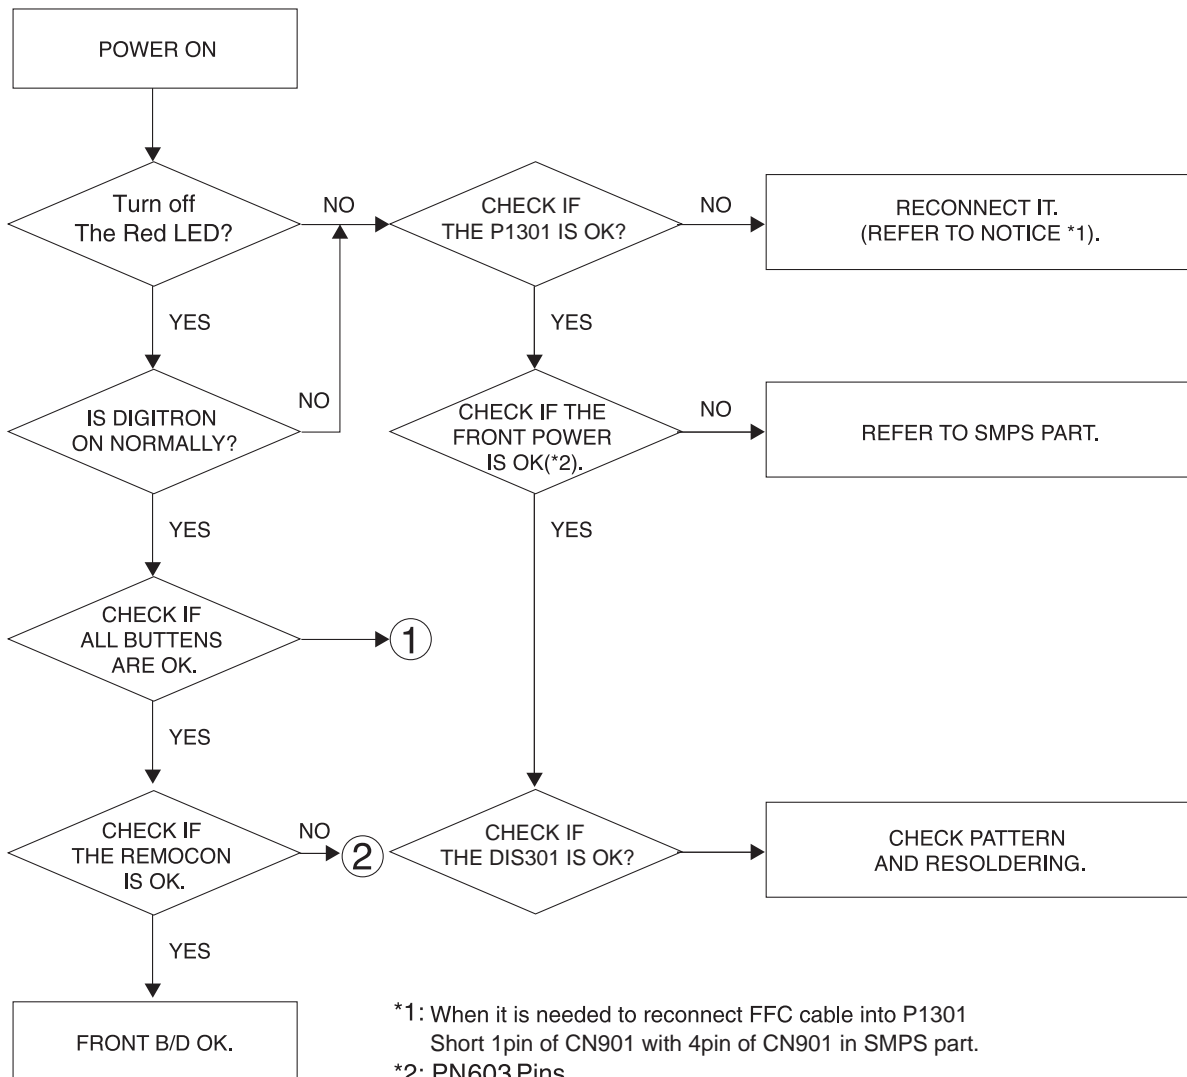 POWER ON
Turn off
The Red LED?
NO
CHECK IF
THE P1301 IS OK?
NO
RECONNECT IT.
(REFER TO NOTICE *1).
YES
YES
IS DIGITRON
ON NORMALLY?
NO
CHECK IF THE
FRONT POWER
IS OK(*2).
NO
REFER TO SMPS PART.
YES
YES
CHECK IF
ALL BUTTENS
ARE OK.
1
YES
CHECK IF
THE REMOCON
IS OK.
NO
2
CHECK IF
THE DIS301 IS OK?
CHECK PATTERN
AND RESOLDERING.
YES
FRONT B/D OK.
*1: When it is needed to reconnect FFC cable into P1301
Short 1pin of CN901 with 4pin of CN901 in SMPS part.
*2: PN603 Pins